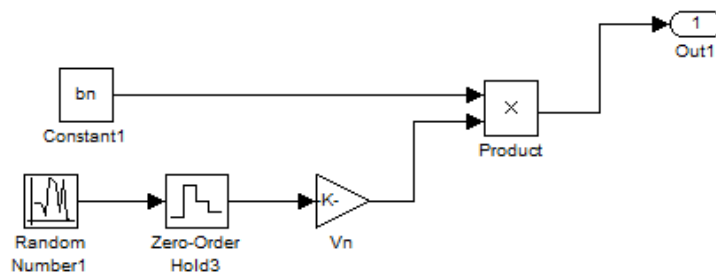 1
Out1
bn
Constant1
×
Product
K-
Vn
Random
Number1
Zero-Order
Hold3